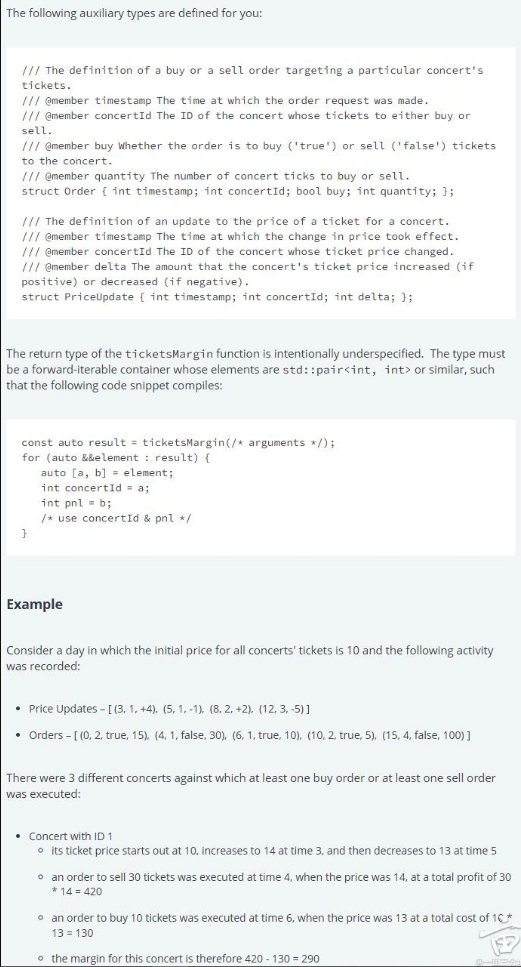 The following auxiliary types are defined for you:
/// The definition of a buy or a sell order targeting a particular concert's
tickets.
/// @member timestamp The time at which the order request was made.
/// @member concertId The ID of the concert whose tickets to either buy or
sell.
/// @member buy Whether the order is to buy ('true') or sell ('false') tickets
to the concert.
/// @member quantity The number of concert ticks to buy or sell.
struct Order { int timestamp; int concertId; bool buy; int quantity; };
/// The definition of an update to the price of a ticket for a concert.
/// @member timestamp The time at which the change in price took effect.
/// @member concertId The ID of the concert whose ticket price changed.
/// @member delta The amount that the concert's ticket price increased (if
positive) or decreased (if negative).
struct PriceUpdate { int timestamp; int concertId; int delta; };
The return type of the ticketsMargin function is intentionally underspecified. The type must
be a forward-iterable container whose elements are std::pair<int, int> or similar, such
that the following code snippet compiles:
const auto result = ticketsMargin(/* arguments */);
for (auto &&element : result) {
auto [a, b] = element;
int concertId = a;
int pnl = b;
/* use concertId & pnl */
}
Example
Consider a day in which the initial price for all concerts' tickets is 10 and the following activity
was recorded:
• Price Updates – [ (3, 1, +4), (5, 1, -1), (8, 2, +2), (12, 3, -5) ]
• Orders – [ (0, 2, true, 15), (4, 1, false, 30), (6, 1, true, 10), (10, 2, true, 5), (15, 4, false, 100) ]
There were 3 different concerts against which at least one buy order or at least one sell order
was executed:
• Concert with ID 1
○ its ticket price starts out at 10, increases to 14 at time 3, and then decreases to 13 at time 5
○ an order to sell 30 tickets was executed at time 4, when the price was 14, at a total profit of 30
* 14 = 420
○ an order to buy 10 tickets was executed at time 6, when the price was 13 at a total cost of 10 *
13 = 130
○ the margin for this concert is therefore 420 - 130 = 290